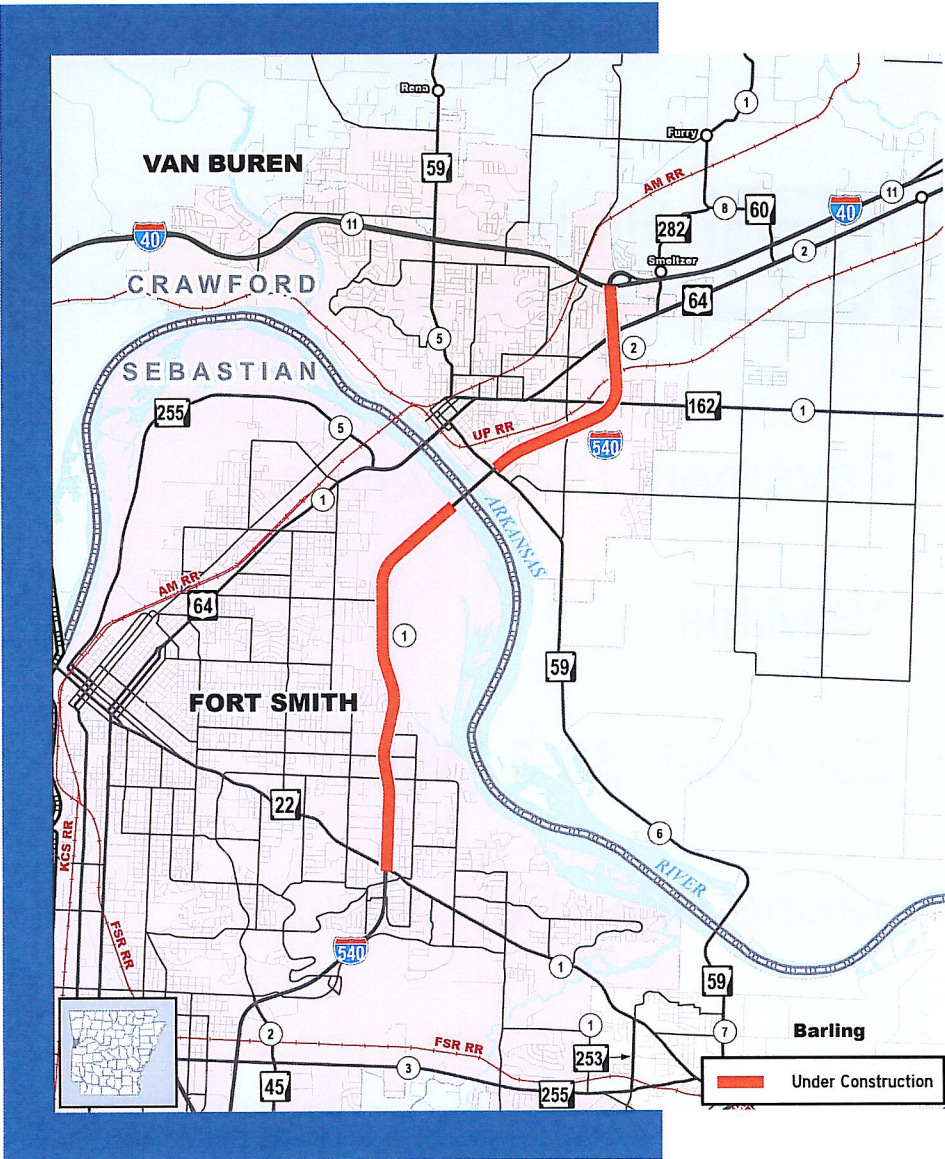 Rena
1
Furry
VAN BUREN
59
AM RR
11
8
60
282
40
11
40
2
Smeltzer
CRAWFORD
64
5
2
SEBASTIAN
255
162
1
5
UP RR
540
1
ARKANSAS
AM RR
64
1
59
FORT SMITH
22
6
KCS RR
RIVER
FSR RR
540
1
59
2
1
7
Barling
FSR RR
253
3
45
255
Under Construction